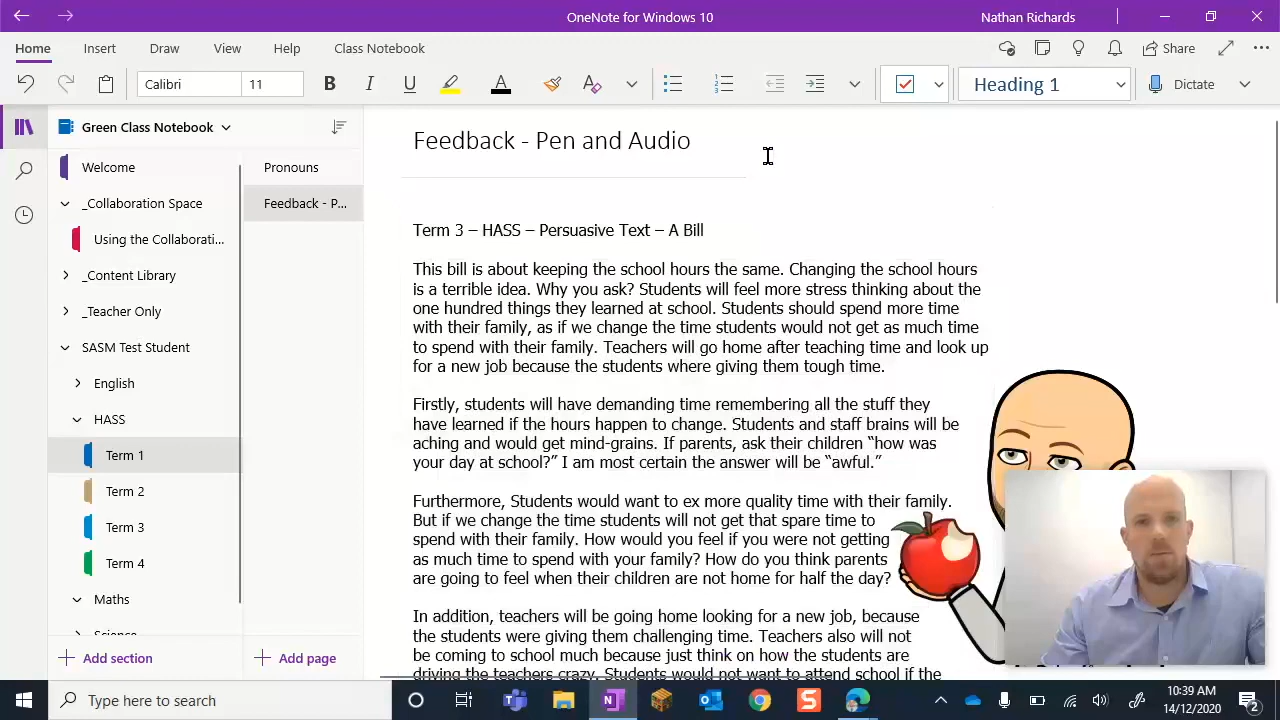 OneNote for Windows 10
Nathan Richards
Home Insert Draw View Help Class Notebook
Share
Calibri 11 B I U A A Heading 1 Dictate
Green Class Notebook
Welcome
_Collaboration Space
Using the Collaborati...
_Content Library
_Teacher Only
SASM Test Student
English
HASS
Term 1
Term 2
Term 3
Term 4
Maths
Science
Add section
Pronouns
Feedback - P...
Add page
Feedback - Pen and Audio
Term 3 – HASS – Persuasive Text – A Bill
This bill is about keeping the school hours the same. Changing the school hours
is a terrible idea. Why you ask? Students will feel more stress thinking about the
one hundred things they learned at school. Students should spend more time
with their family, as if we change the time students would not get as much time
to spend with their family. Teachers will go home after teaching time and look up
for a new job because the students where giving them tough time.
Firstly, students will have demanding time remembering all the stuff they
have learned if the hours happen to change. Students and staff brains will be
aching and would get mind-grains. If parents, ask their children “how was
your day at school?” I am most certain the answer will be “awful.”
Furthermore, Students would want to ex more quality time with their family.
But if we change the time students will not get that spare time to
spend with their family. How would you feel if you were not getting
as much time to spend with your family? How do you think parents
are going to feel when their children are not home for half the day?
In addition, teachers will be going home looking for a new job, because
the students were giving them challenging time. Teachers also will not
be coming to school much because just think on how the students are
driving the teachers crazy. Students would not want to attend school if the
Type here to search
10:39 AM
14/12/2020
2